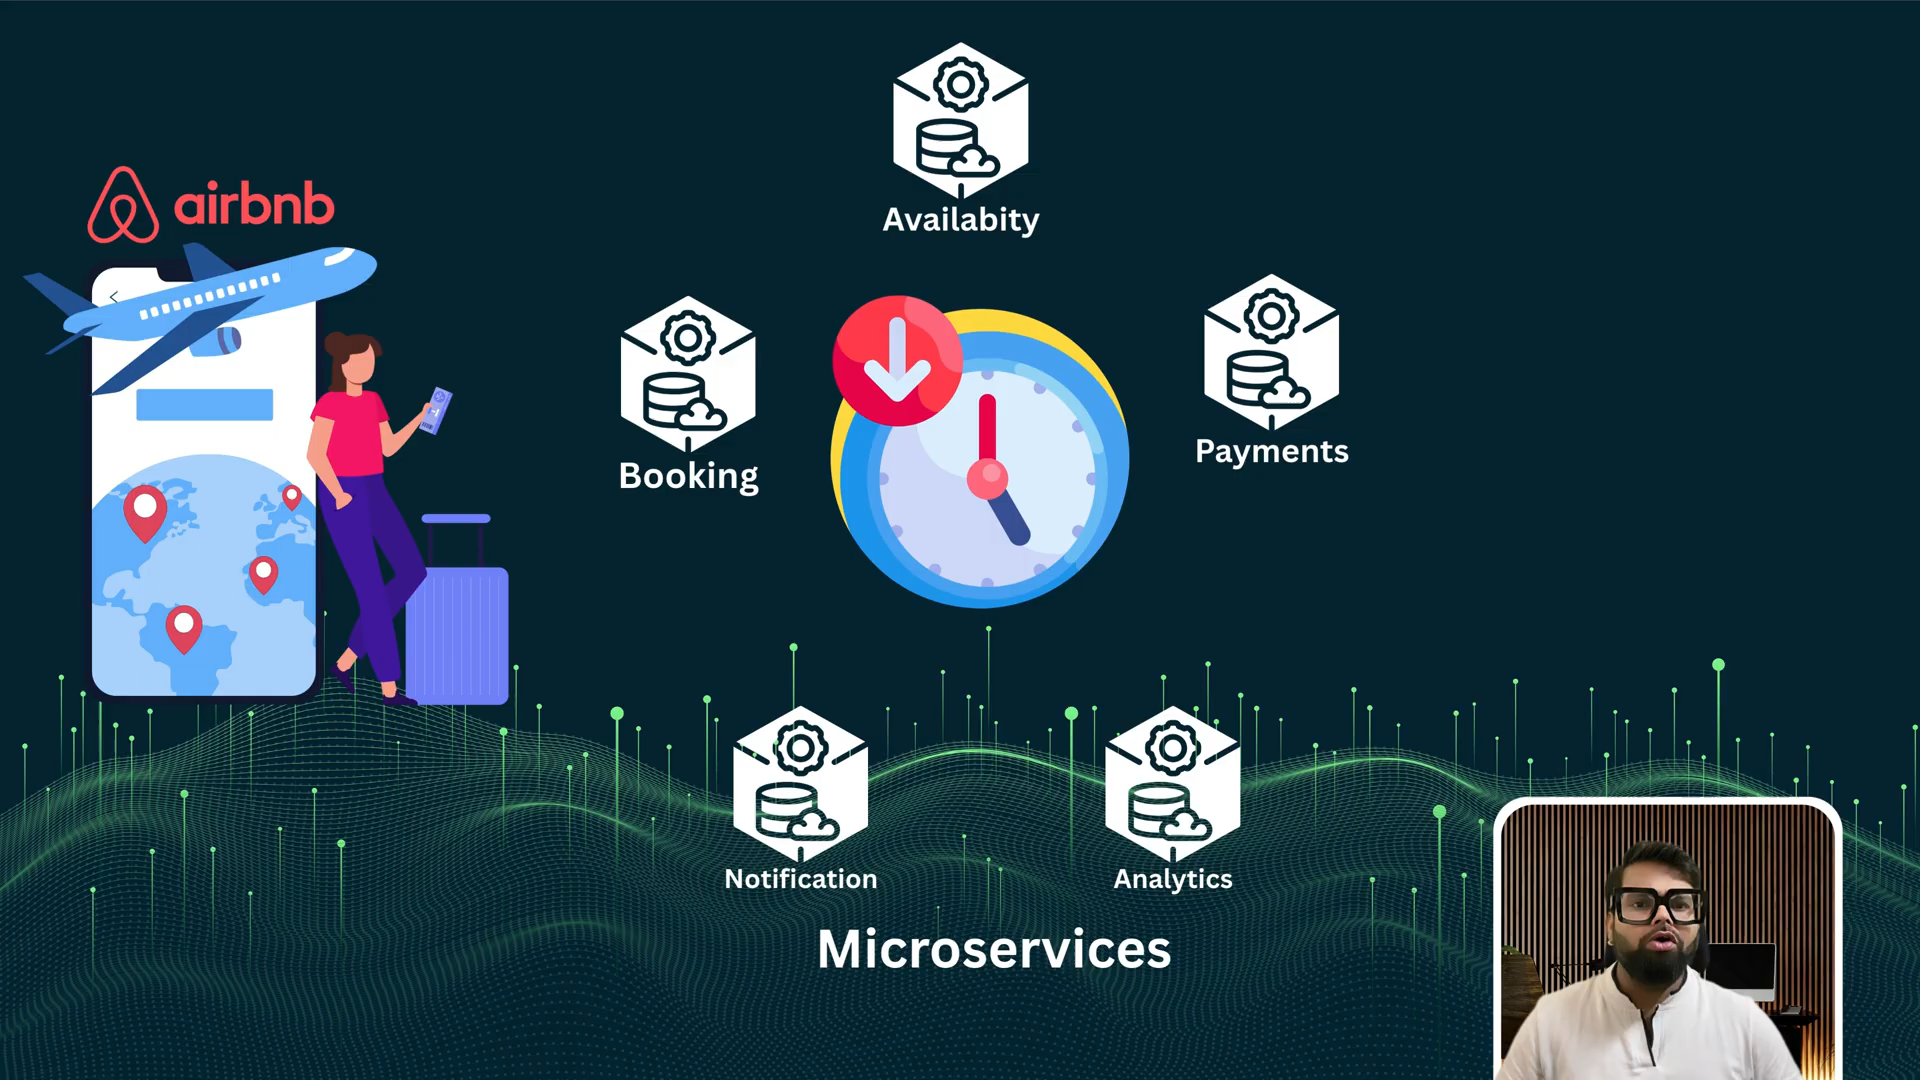 Availabity
airbnb
Booking
Payments
Notification
Analytics
Microservices